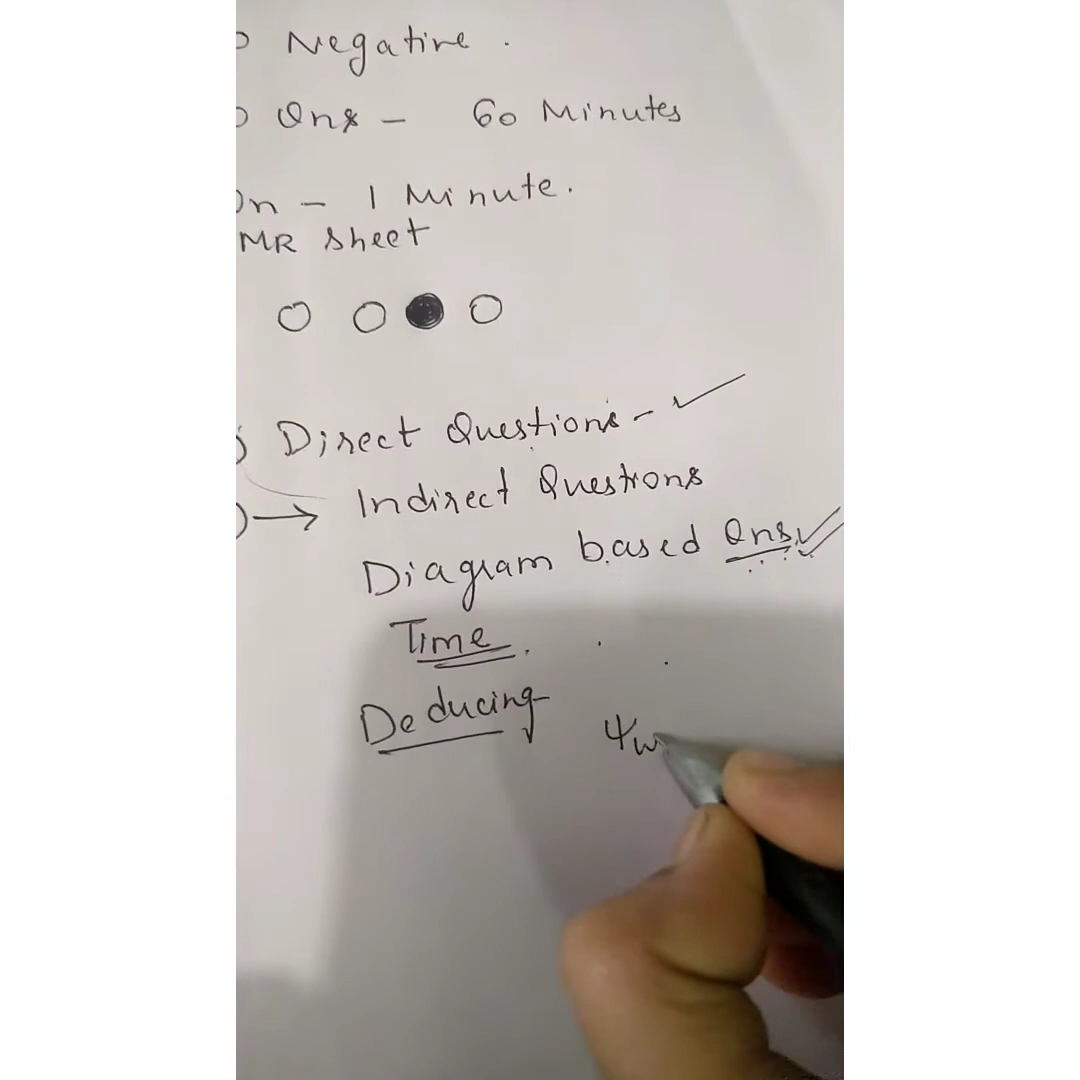 Negative.
Qns - 60 Minutes
n - 1 Minute.
MR sheet
Direct Questions -
Indirect Questions
Diagram based Qns
Time.
Deducing